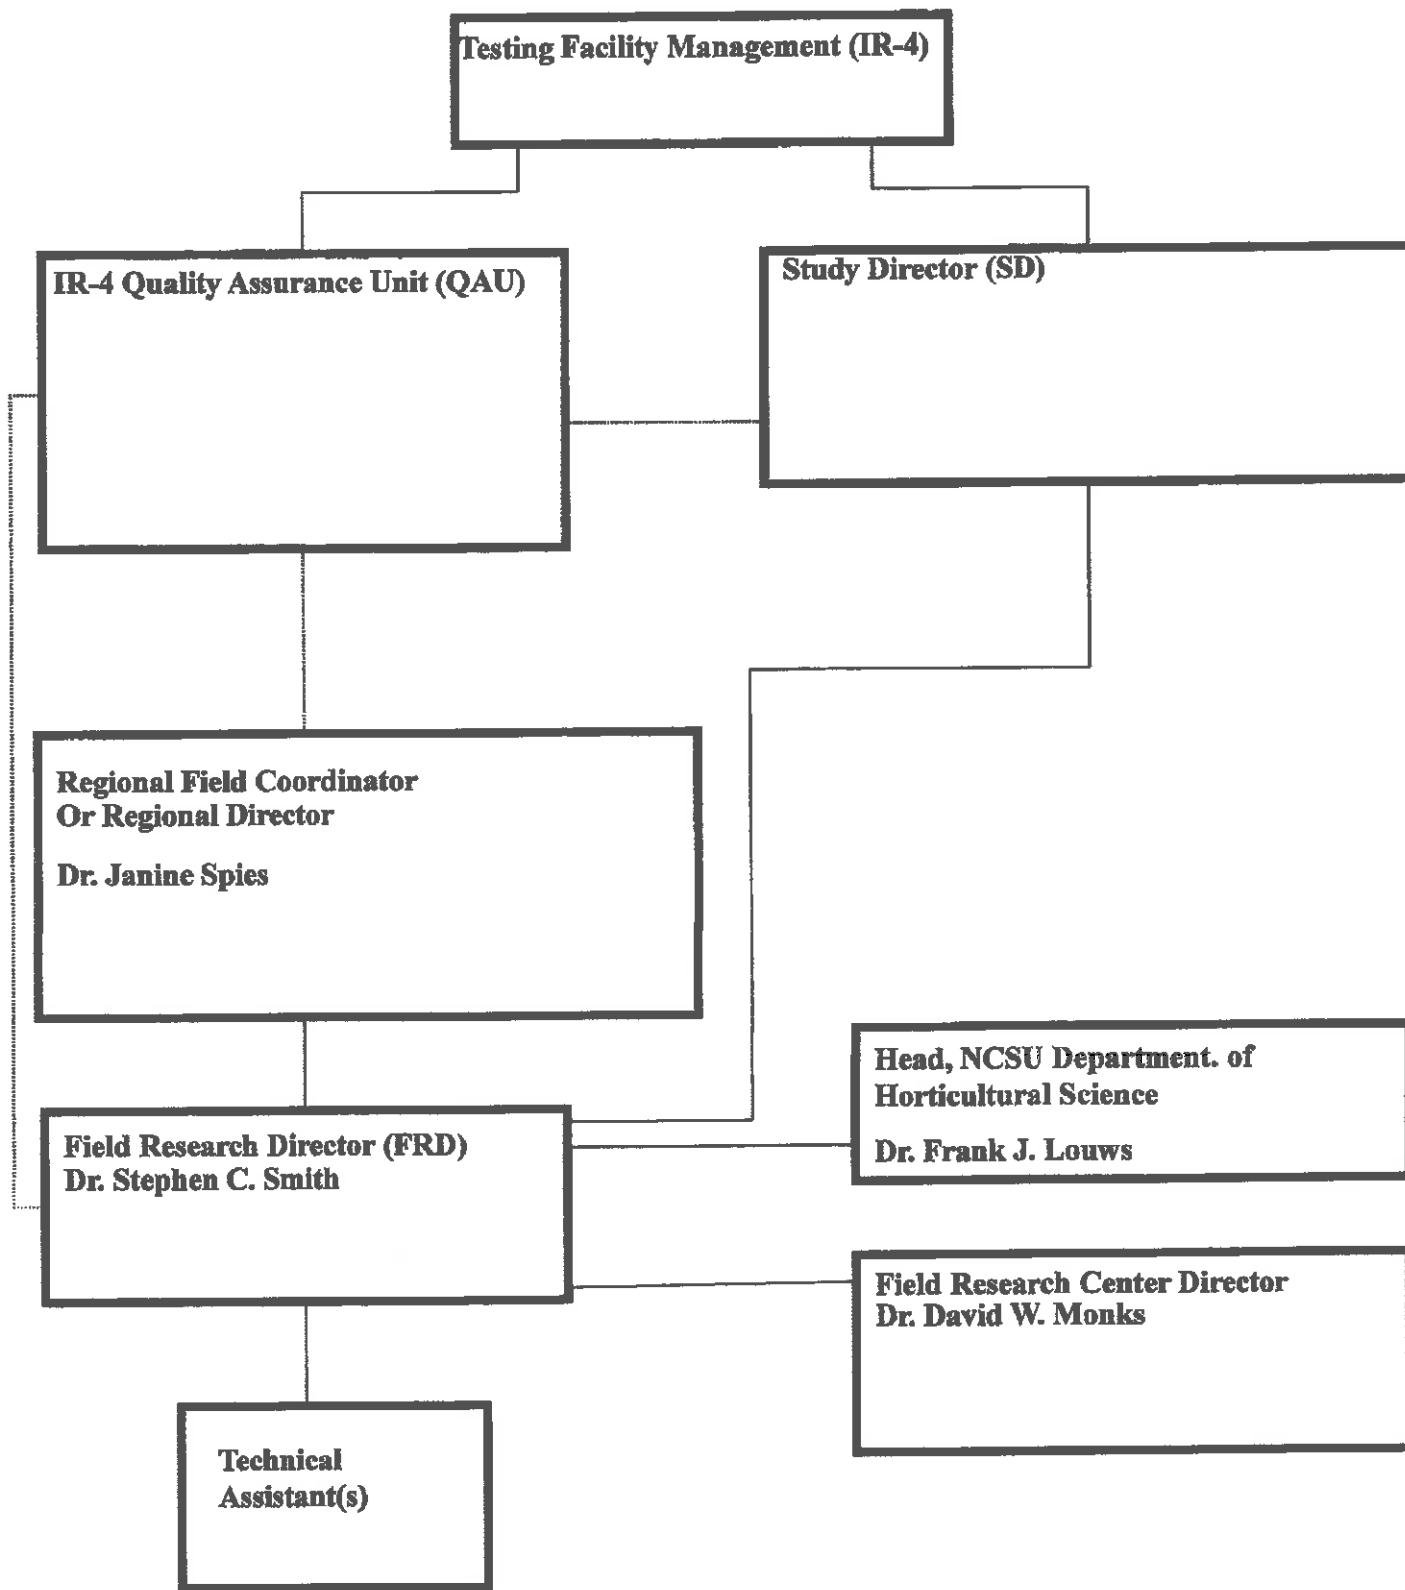 Testing Facility Management (IR-4)
IR-4 Quality Assurance Unit (QAU)
Study Director (SD)
Regional Field Coordinator
Or Regional Director
Dr. Janine Spies
Head, NCSU Department. of
Horticultural Science
Dr. Frank J. Louws
Field Research Director (FRD)
Dr. Stephen C. Smith
Field Research Center Director
Dr. David W. Monks
Technical
Assistant(s)